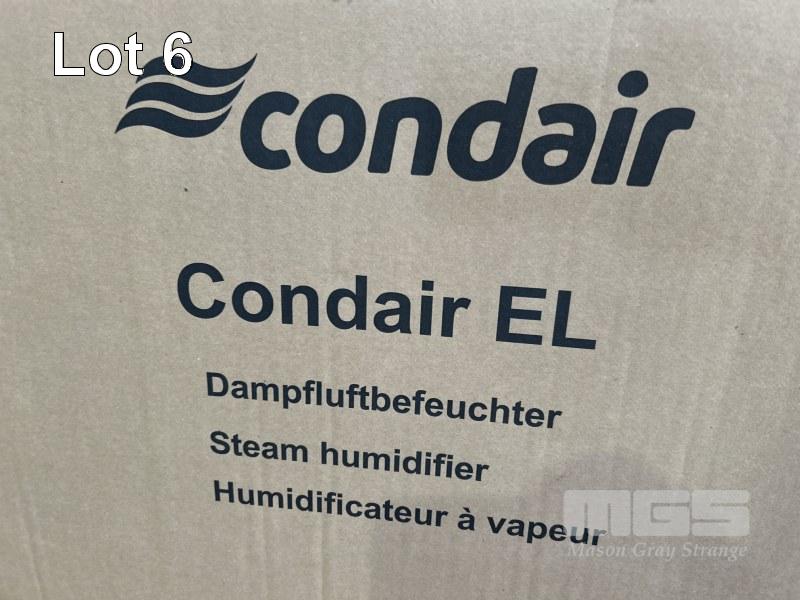 Lot 6
condair
Condair EL
Dampfluftbefeuchter
Steam humidifier
Humidificateur à vapeur
MGS
Mason Gray Strange